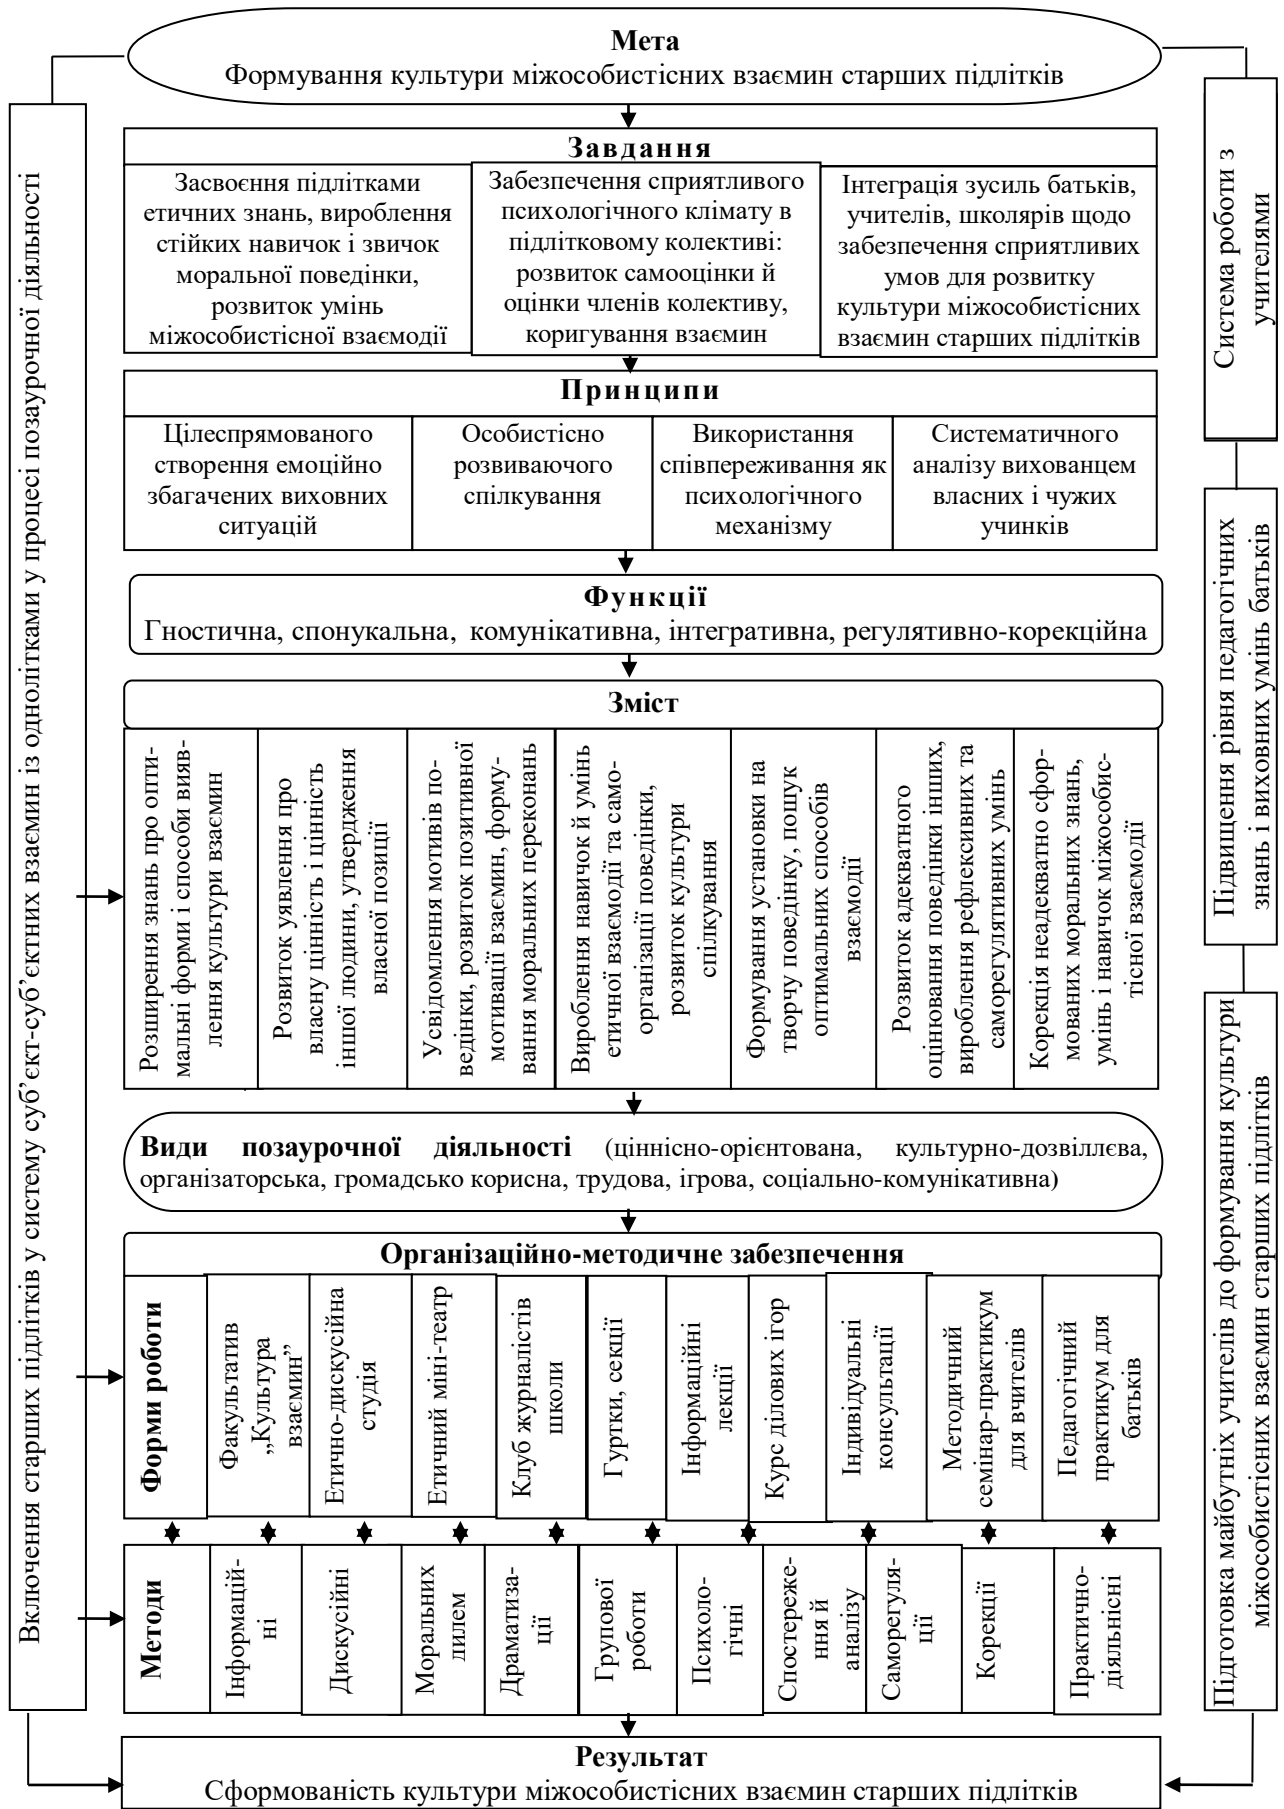 Мета
Формування культури міжособистісних взаємин старших підлітків
Включення старших підлітків у систему суб’єкт-суб’єктних взаємин із однолітками у процесі позаурочної діяльності
Завдання
Засвоєння підлітками
етичних знань, вироблення
стійких навичок і звичок
моральної поведінки,
розвиток умінь
міжособистісної взаємодії
Забезпечення сприятливого
психологічного клімату в
підлітковому колективі:
розвиток самооцінки й
оцінки членів колективу,
коригування взаємин
Інтеграція зусиль батьків,
учителів, школярів щодо
забезпечення сприятливих
умов для розвитку
культури міжособистісних
взаємин старших підлітків
Принципи
Цілеспрямованого
створення емоційно
збагачених виховних
ситуацій
Особистісно
розвиваючого
спілкування
Використання
співпереживання як
психологічного
механізму
Систематичного
аналізу вихованцем
власних і чужих
учинків
Функції
Гностична, спонукальна, комунікативна, інтегративна, регулятивно-корекційна
Зміст
Розширення знань про опти-
мальні форми і способи вияв-
лення культури взаємин
Розвиток уявлення про
власну цінність і цінність
іншої людини, утвердження
власної позиції
Усвідомлення мотивів по-
ведінки, розвиток позитивної
мотивації взаємин, форму-
вання моральних переконань
Вироблення навичок й умінь
етичної взаємодії та само-
організації поведінки,
розвиток культури
спілкування
Формування установки на
творчу поведінку, пошук
оптимальних способів
взаємодії
Розвиток адекватного
оцінювання поведінки інших,
вироблення рефлексивних та
саморегулятивних умінь
Корекція неадекватно сфор-
мованих моральних знань,
умінь і навичок міжособис-
тісної взаємодії
Види позаурочної діяльності (ціннісно-орієнтована, культурно-дозвіллєва,
організаторська, громадсько корисна, трудова, ігрова, соціально-комунікативна)
Організаційно-методичне забезпечення
Форми роботи
Факультатив
„Культура
взаємин”
Етично-дискусійна
студія
Етичний міні-театр
Клуб журналістів
школи
Гуртки, секції
Інформаційні
лекції
Курс ділових ігор
Індивідуальні
консультації
Методичний
семінар-практикум
для вчителів
Педагогічний
практикум для
батьків
Методи
Інформацій-
ні
Дискусійні
Моральних
дилем
Драматиза-
ції
Групової
роботи
Психоло-
гічні
Спостереже-
ння й
аналізу
Саморегуля-
ції
Корекції
Практично-
діяльнісні
Система роботи з
учителями
Підвищення рівня педагогічних
знань і виховних умінь батьків
Підготовка майбутніх учителів до формування культури
міжособистісних взаємин старших підлітків
Результат
Сформованість культури міжособистісних взаємин старших підлітків